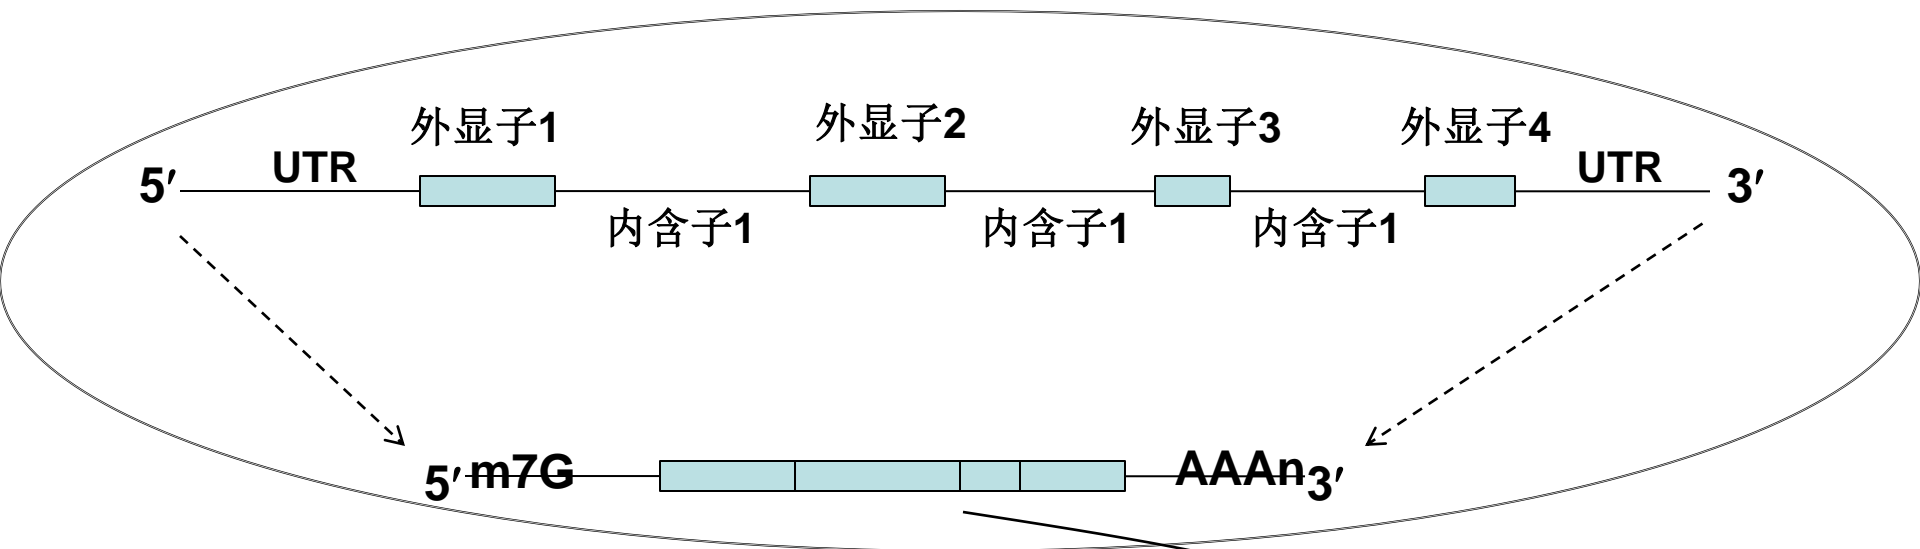 外显子1 外显子2 外显子3 外显子4
5′ UTR UTR 3′
内含子1 内含子1 内含子1
5′ m7G AAAn 3′